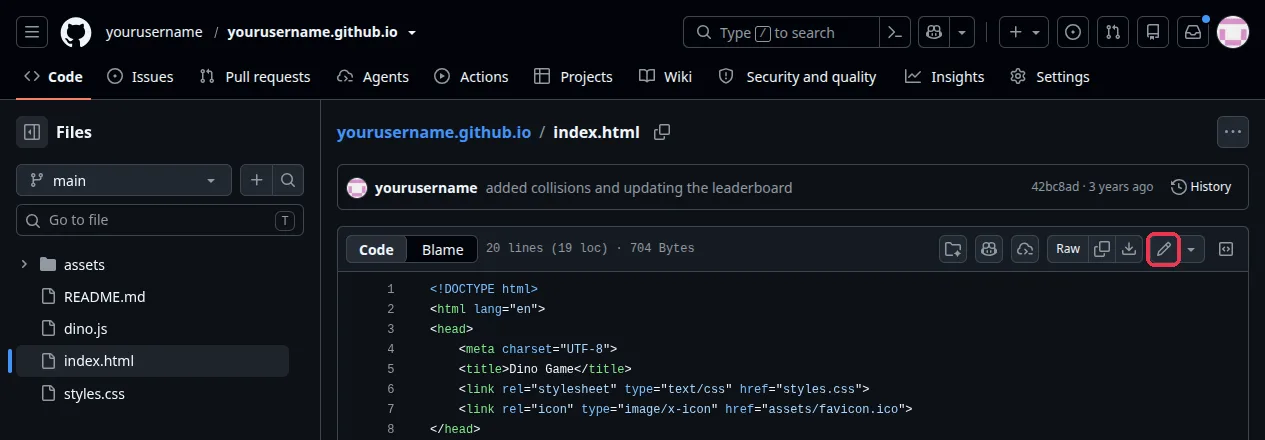 yourusername / yourusername.github.io
Type / to search
Code Issues Pull requests Agents Actions Projects Wiki Security and quality Insights Settings
Files
yourusername.github.io / index.html
main
yourusername added collisions and updating the leaderboard 42bc8ad · 3 years ago History
Go to file T
Code Blame 20 lines (19 loc) · 704 Bytes Raw
assets
README.md
dino.js
index.html
styles.css
1 <!DOCTYPE html>
2 <html lang="en">
3 <head>
4     <meta charset="UTF-8">
5     <title>Dino Game</title>
6     <link rel="stylesheet" type="text/css" href="styles.css">
7     <link rel="icon" type="image/x-icon" href="assets/favicon.ico">
8 </head>